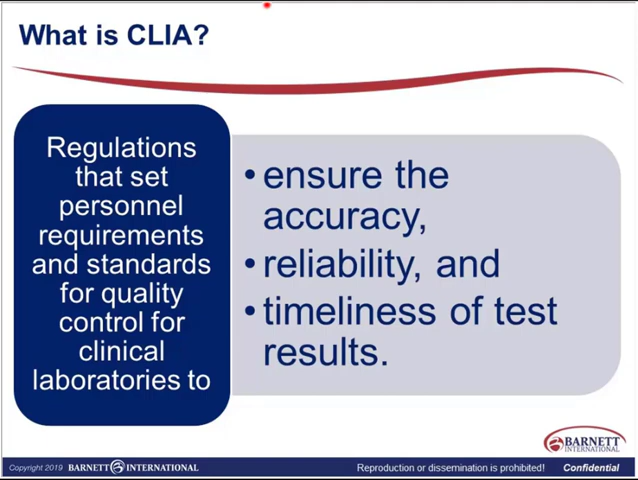 What is CLIA?
Regulations
that set
personnel
requirements
and standards
for quality
control for
clinical
laboratories to
•ensure the
accuracy,
•reliability, and
•timeliness of test
results.
BARNETT
INTERNATIONAL
Copyright 2019 BARNETT INTERNATIONAL
Reproduction or dissemination is prohibited! Confidential